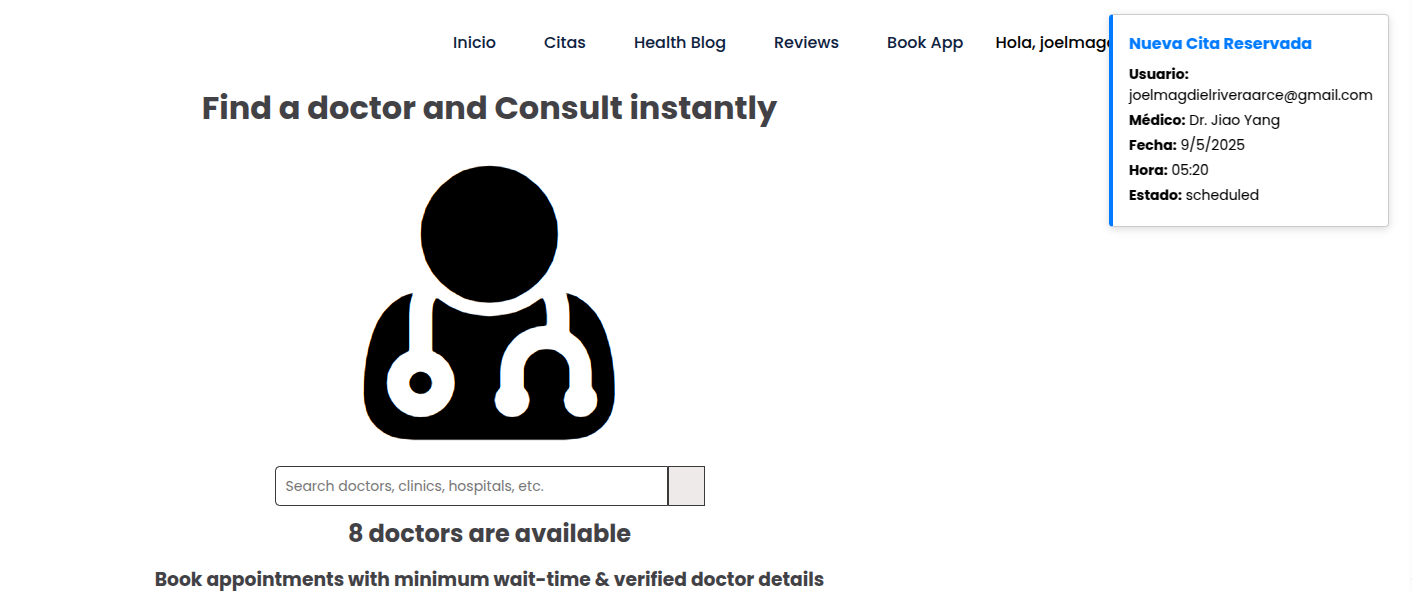 Inicio Citas Health Blog Reviews Book App Hola,
Find a doctor and Consult instantly
Search doctors, clinics, hospitals, etc.
8 doctors are available
Book appointments with minimum wait-time & verified doctor details
Nueva Cita Reservada
Usuario:
joelmagdielriveraarce@gmail.com
Médico: Dr. Jiao Yang
Fecha: 9/5/2025
Hora: 05:20
Estado: scheduled